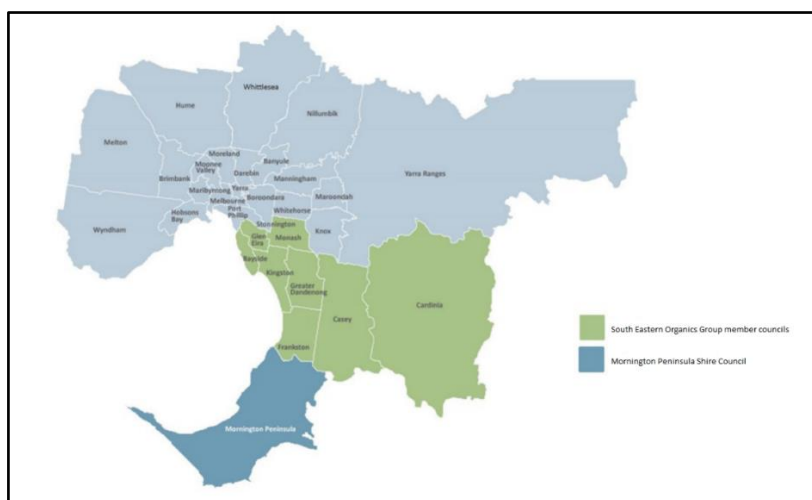 Whittlesea
Hume
Nillumbik
Melton
Moreland
Banyule
Moonee
Valley
Darebin
Yarra Ranges
Brimbank
Manningham
Maribyrnong
Yarra
Maroondah
Melbourne
Boroondara
Port
Phillip
Whitehorse
Hobsons
Bay
Wyndham
Stonnington
Knox
Glen
Eira
Monash
Bayside
Kingston
Greater
Dandenong
Cardinia
Casey
South Eastern Organics Group member councils
Frankston
Mornington Peninsula Shire Council
Mornington Peninsula